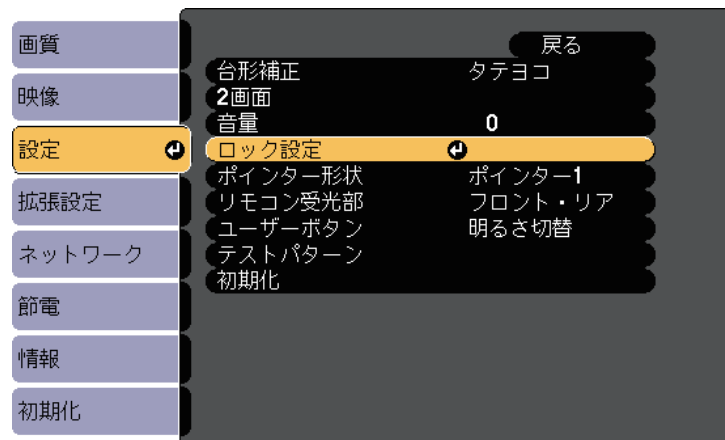 画質
映像
設定
拡張設定
ネットワーク
節電
情報
初期化
戻る
台形補正 タテヨコ
2画面
音量 0
ロック設定
ポインター形状 ポインター1
リモコン受光部 フロント・リア
ユーザーボタン 明るさ切替
テストパターン
初期化